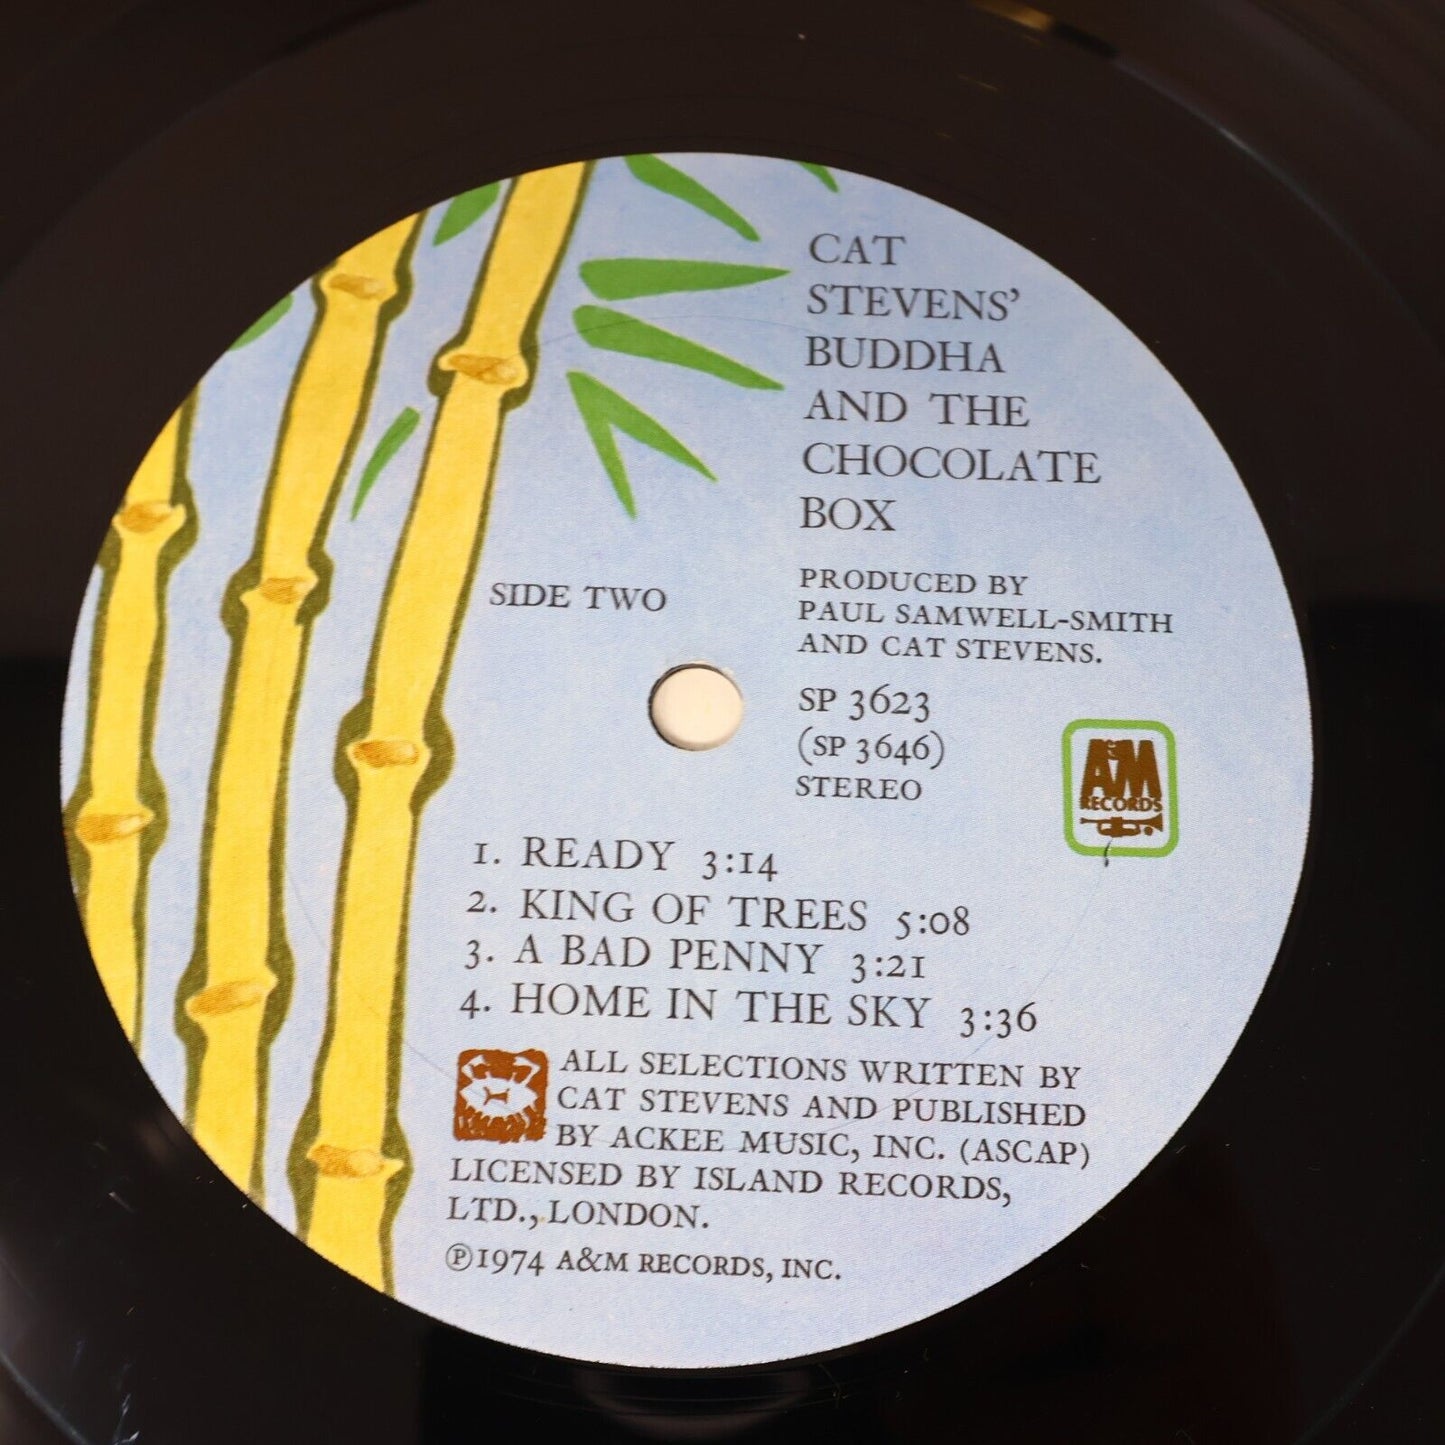 CAT
STEVENS’
BUDDHA
AND THE
CHOCOLATE
BOX
SIDE TWO
PRODUCED BY
PAUL SAMWELL-SMITH
AND CAT STEVENS.
SP 3623
(SP 3646)
STEREO
A&M
RECORDS
1. READY 3:14
2. KING OF TREES 5:08
3. A BAD PENNY 3:21
4. HOME IN THE SKY 3:36
ALL SELECTIONS WRITTEN BY
CAT STEVENS AND PUBLISHED
BY ACKEE MUSIC, INC. (ASCAP)
LICENSED BY ISLAND RECORDS,
LTD., LONDON.
℗1974 A&M RECORDS, INC.